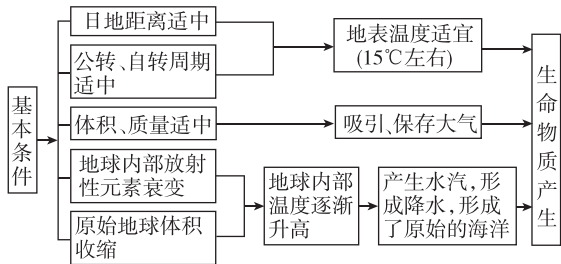 基
本
条
件
日地距离适中
公转、自转周期
适中
体积、质量适中
地球内部放射
性元素衰变
原始地球体积
收缩
地表温度适宜
(15℃左右)
吸引、保存大气
地球内部
温度逐渐
升高
产生水汽,形
成降水,形成
了原始的海洋
生
命
物
质
产
生